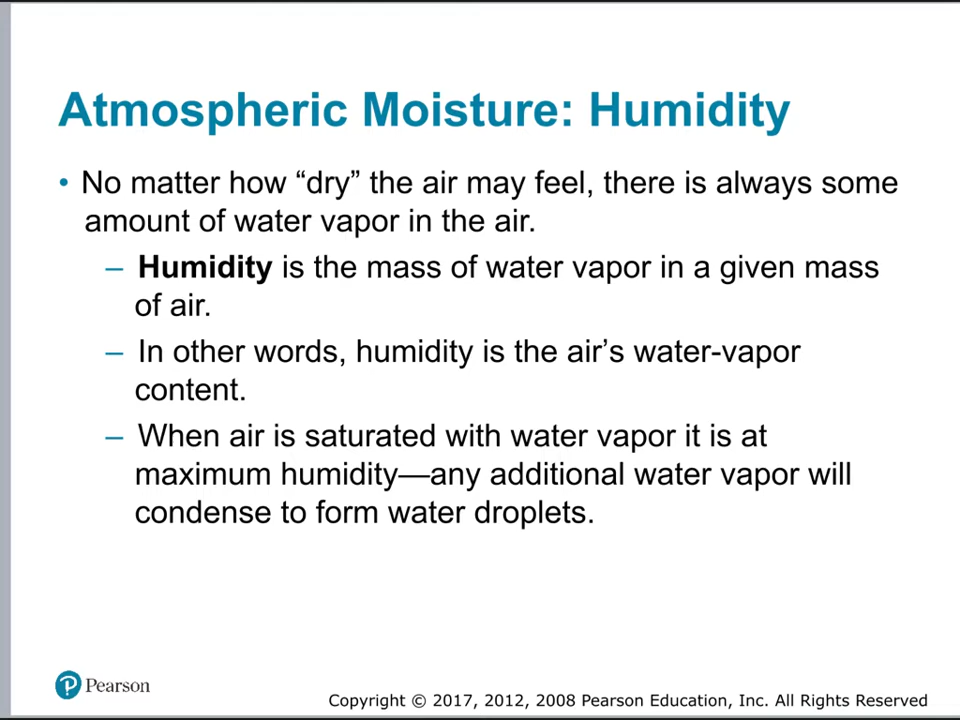 Atmospheric Moisture: Humidity
• No matter how “dry” the air may feel, there is always some
amount of water vapor in the air.
– Humidity is the mass of water vapor in a given mass
of air.
– In other words, humidity is the air’s water-vapor
content.
– When air is saturated with water vapor it is at
maximum humidity—any additional water vapor will
condense to form water droplets.
P Pearson
Copyright © 2017, 2012, 2008 Pearson Education, Inc. All Rights Reserved